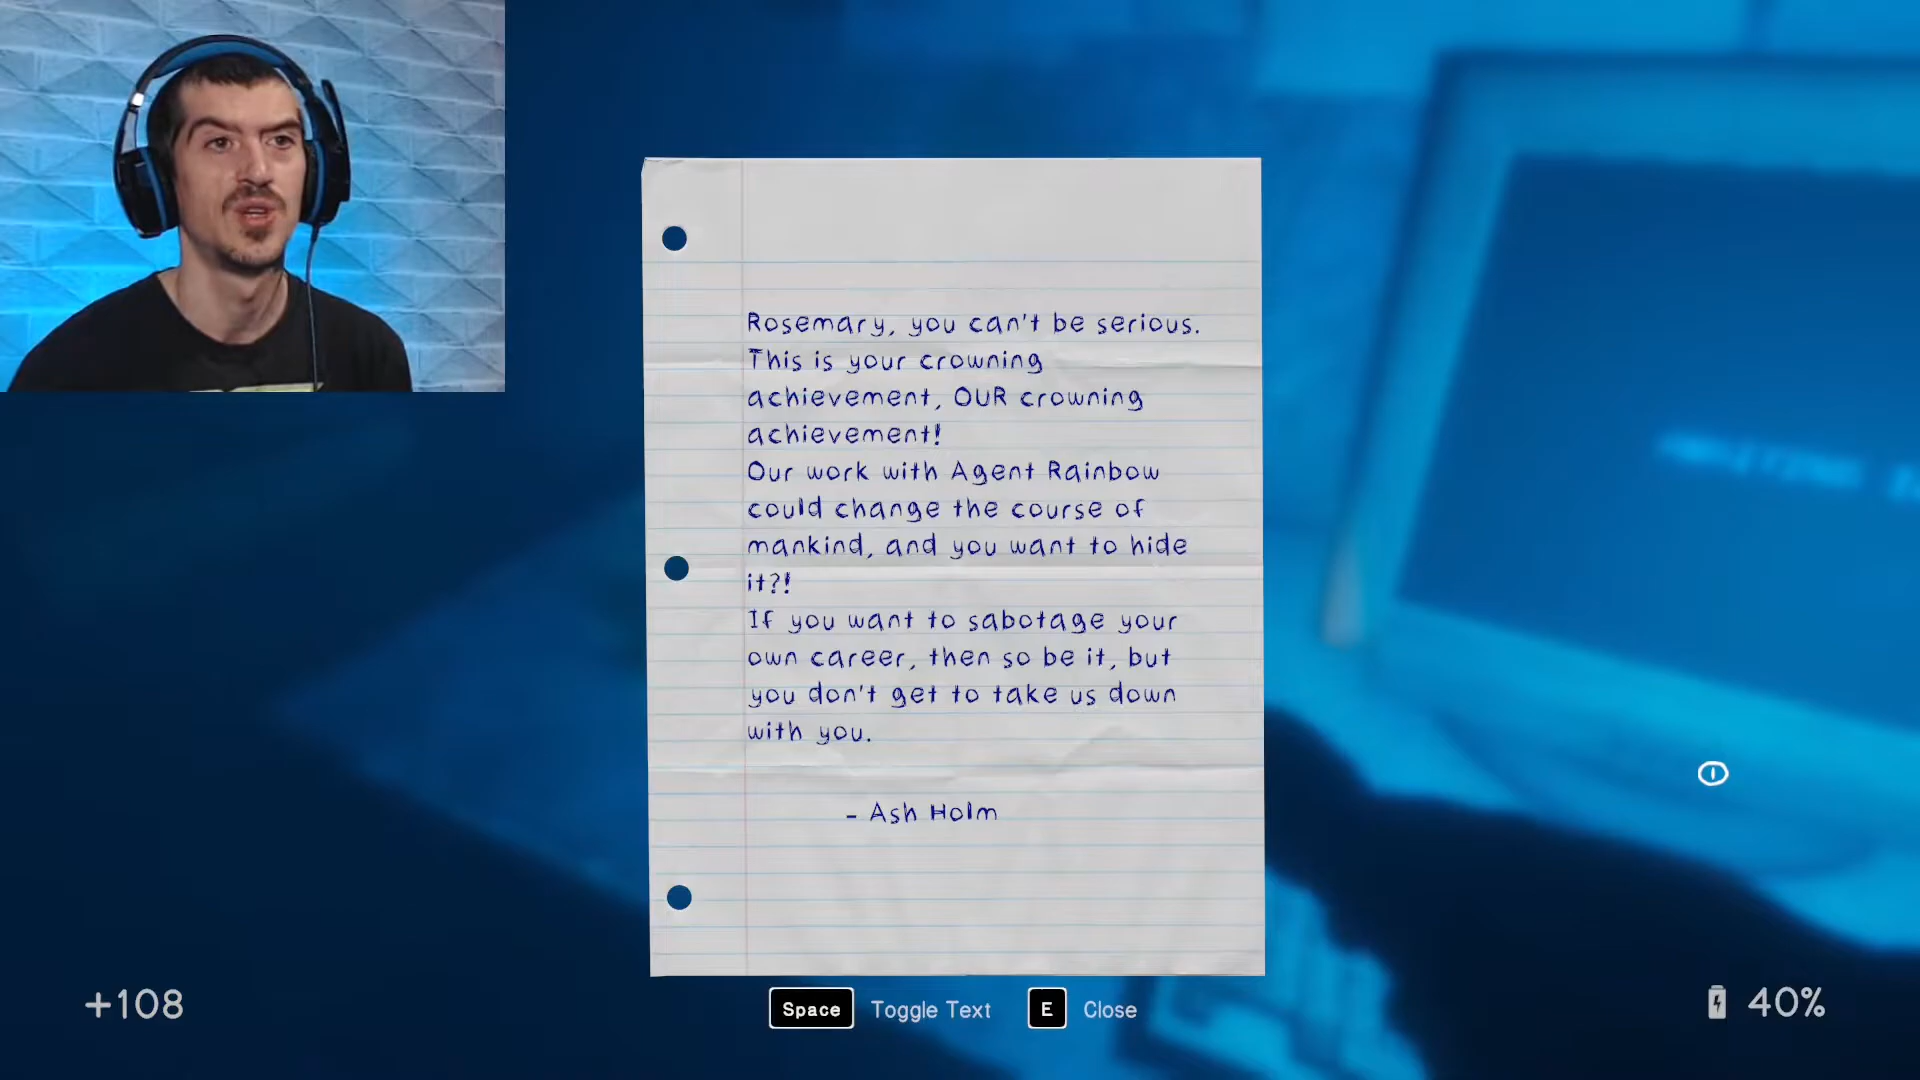 Rosemary, you can't be serious.
This is your crowning
achievement, OUR crowning
achievement!
Our work with Agent Rainbow
could change the course of
mankind, and you want to hide
it?!
If you want to sabotage your
own career, then so be it, but
you don't get to take us down
with you.
- Ash Holm
+108
Space Toggle Text E Close
40%